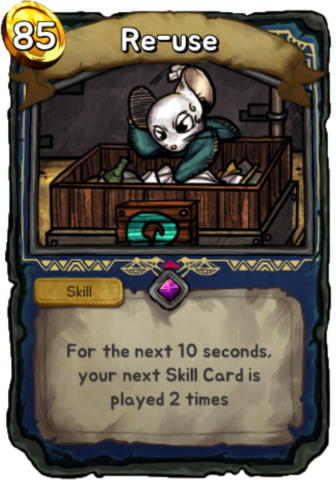 85
Re-use
Skill
For the next 10 seconds,
your next Skill Card is
played 2 times